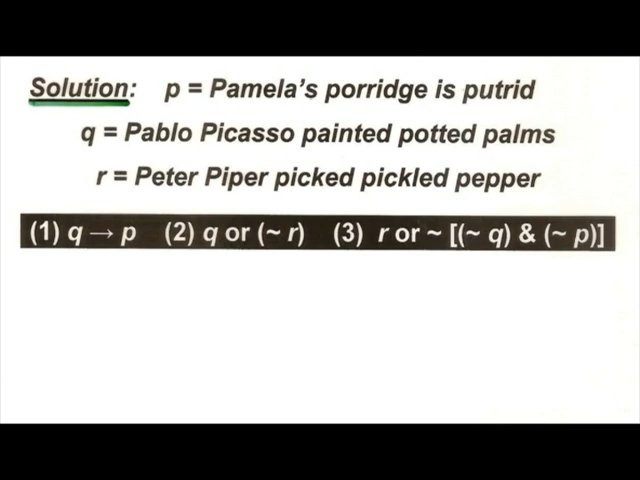 Solution: p = Pamela's porridge is putrid
q = Pablo Picasso painted potted palms
r = Peter Piper picked pickled pepper
(1) q → p (2) q or (~ r) (3) r or ~ [(~ q) & (~ p)]